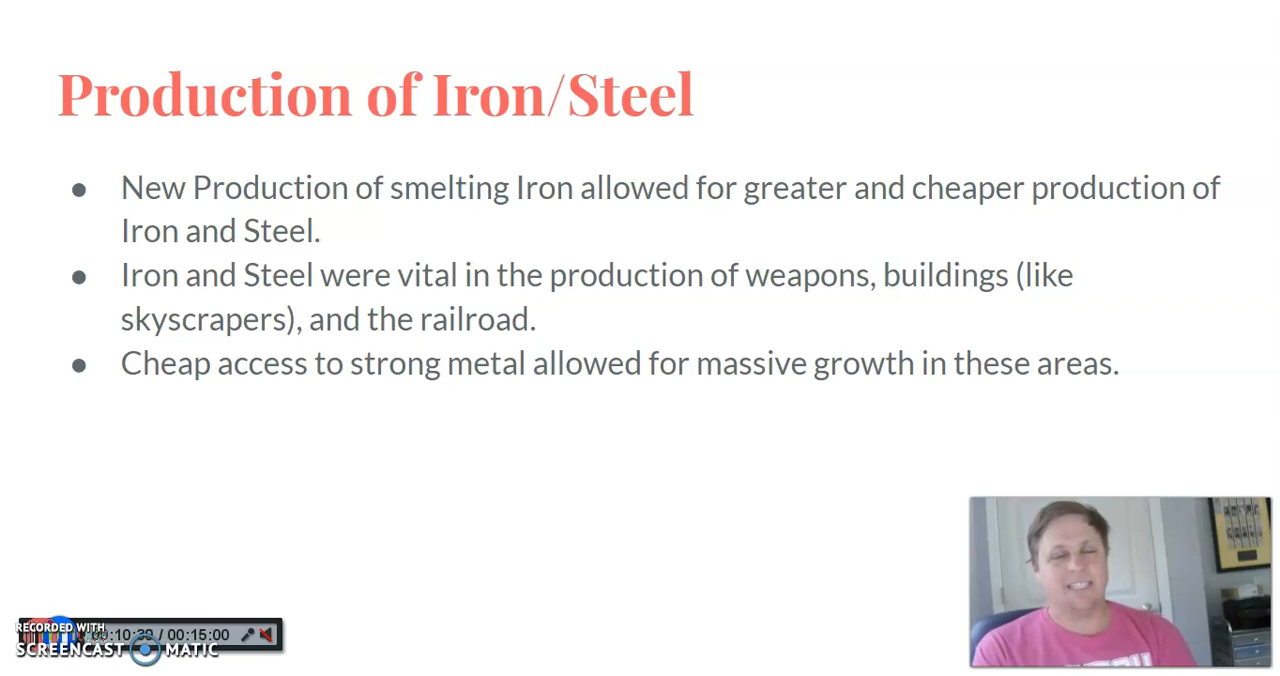 Production of Iron/Steel
● New Production of smelting Iron allowed for greater and cheaper production of
Iron and Steel.
● Iron and Steel were vital in the production of weapons, buildings (like
skyscrapers), and the railroad.
● Cheap access to strong metal allowed for massive growth in these areas.
RECORDED WITH
SCREENCAST MATIC
/ 00:15:00